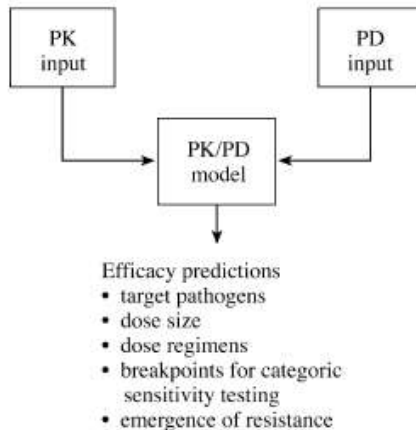 PK
input
PD
input
PK/PD
model
Efficacy predictions
• target pathogens
• dose size
• dose regimens
• breakpoints for categoric
sensitivity testing
• emergence of resistance